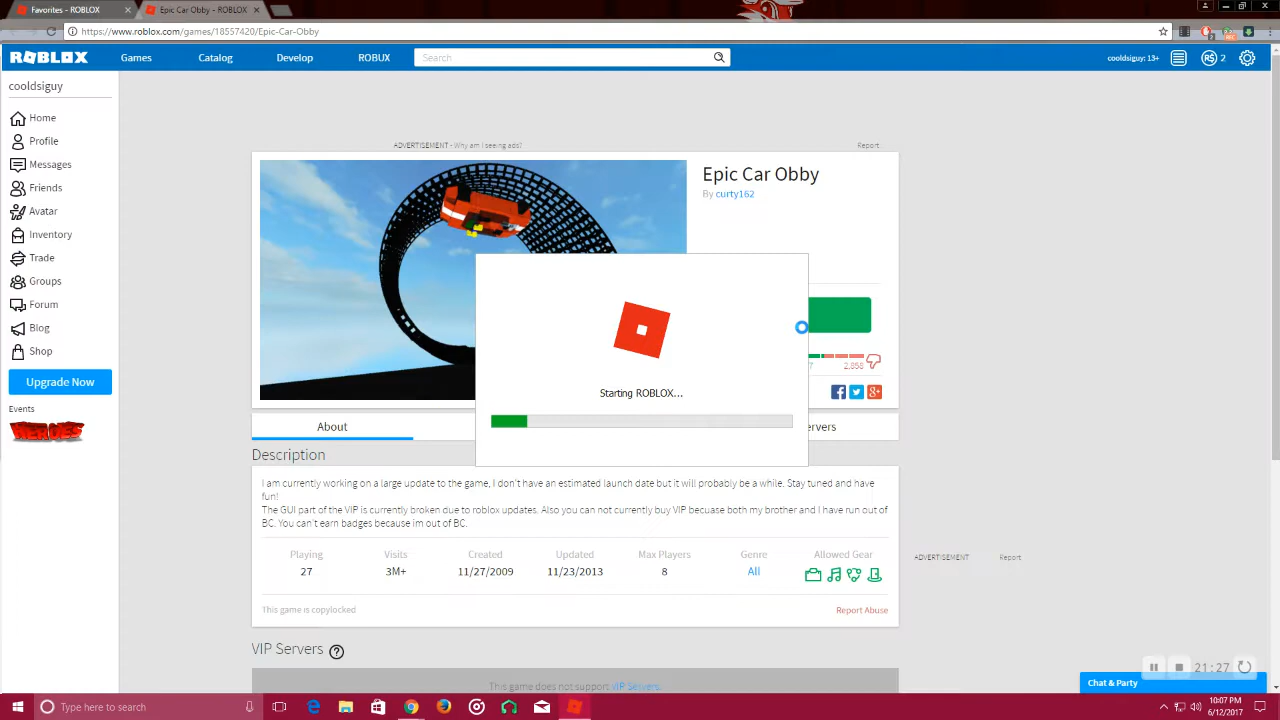 Favorites - ROBLOX
Epic Car Obby - ROBLOX
https://www.roblox.com/games/18557420/Epic-Car-Obby
ROBLOX
Games
Catalog
Develop
ROBUX
Search
cooldsiguy: 13+
R$ 2
cooldsiguy
Home
Profile
Messages
Friends
Avatar
Inventory
Trade
Groups
Forum
Blog
Shop
Upgrade Now
Events
HEROES
ADVERTISEMENT - Why am I seeing ads?
Report
Epic Car Obby
By curty162
Starting ROBLOX...
7
2,858
About
ervers
Description
I am currently working on a large update to the game, I don't have an estimated launch date but it will probably be a while. Stay tuned and have
fun!
The GUI part of the VIP is currently broken due to roblox updates. Also you can not currently buy VIP becuase both my brother and I have run out of
BC. You can't earn badges because im out of BC.
Playing
Visits
Created
Updated
Max Players
Genre
Allowed Gear
27
3M+
11/27/2009
11/23/2013
8
All
This game is copylocked
Report Abuse
ADVERTISEMENT
Report
VIP Servers
This game does not support VIP Servers.
21:27
Chat & Party
Type here to search
10:07 PM
6/12/2017